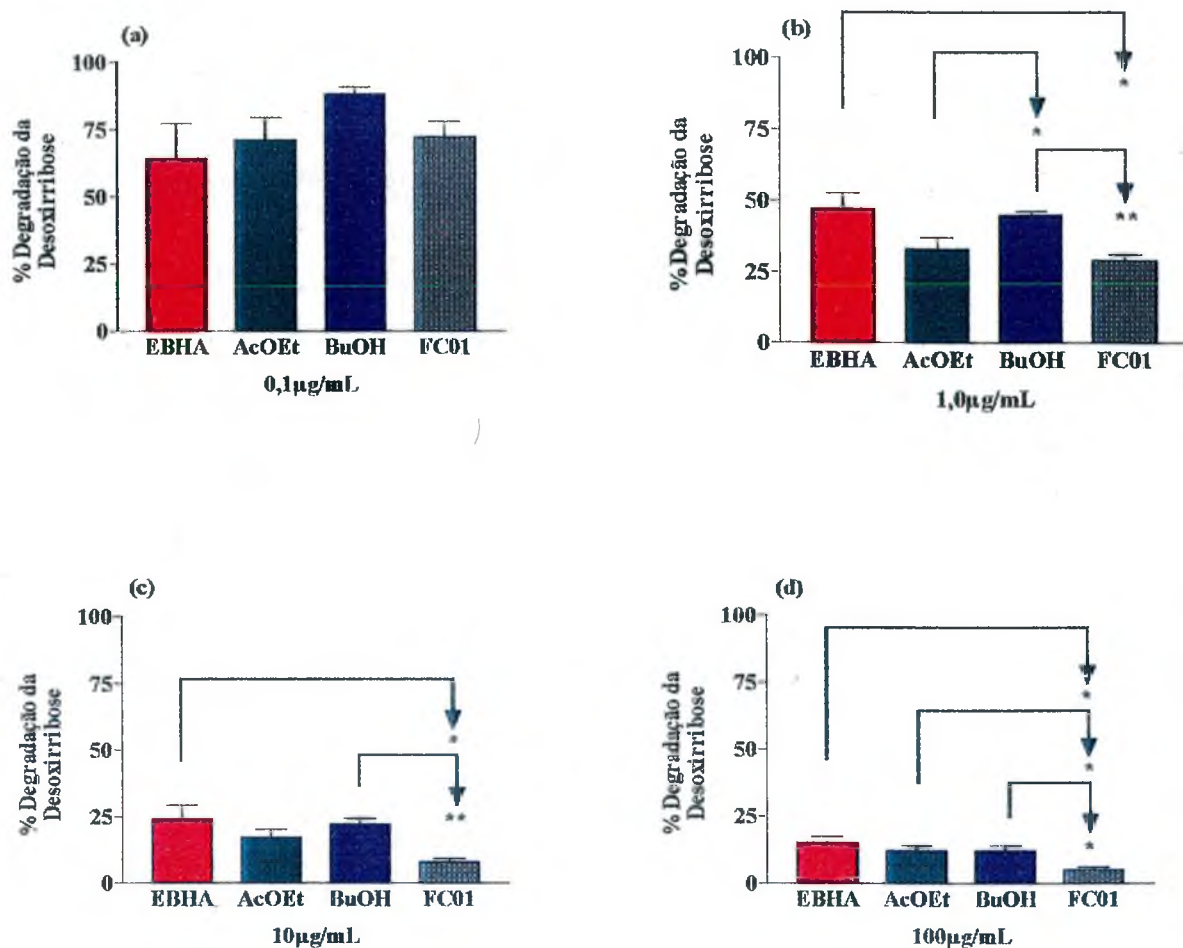 (a)
% Degradação da
Desoxirribose
100
75
50
25
0
EBHA AcOEt BuOH FC01
0,1µg/mL
(b)
% Degradação da
Desoxirribose
100
75
50
25
0
*
*
**
EBHA AcOEt BuOH FC01
1,0µg/mL
(c)
% Degradação da
Desoxirribose
100
75
50
25
0
*
**
EBHA AcOEt BuOH FC01
10µg/mL
(d)
% Degradação da
Desoxirribose
100
75
50
25
0
*
*
*
EBHA AcOEt BuOH FC01
100µg/mL